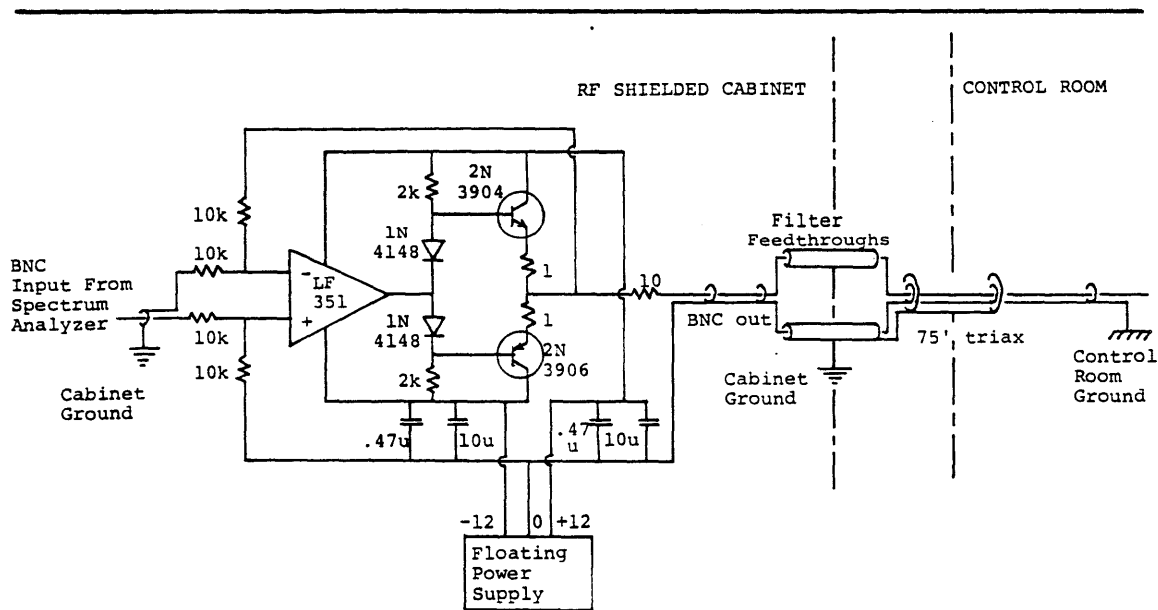 RF SHIELDED CABINET
CONTROL ROOM
2N
3904
2k
10k
1N
4148
Filter
Feedthroughs
10k
1
BNC
Input From
Spectrum
Analyzer
-
LF
351
+
10
BNC out
1N
4148
1
10k
75' triax
10k
2N
3906
2k
Control
Room
Ground
Cabinet
Ground
Cabinet
Ground
.47u
10u
.47
u
10u
-12
0
+12
Floating
Power
Supply